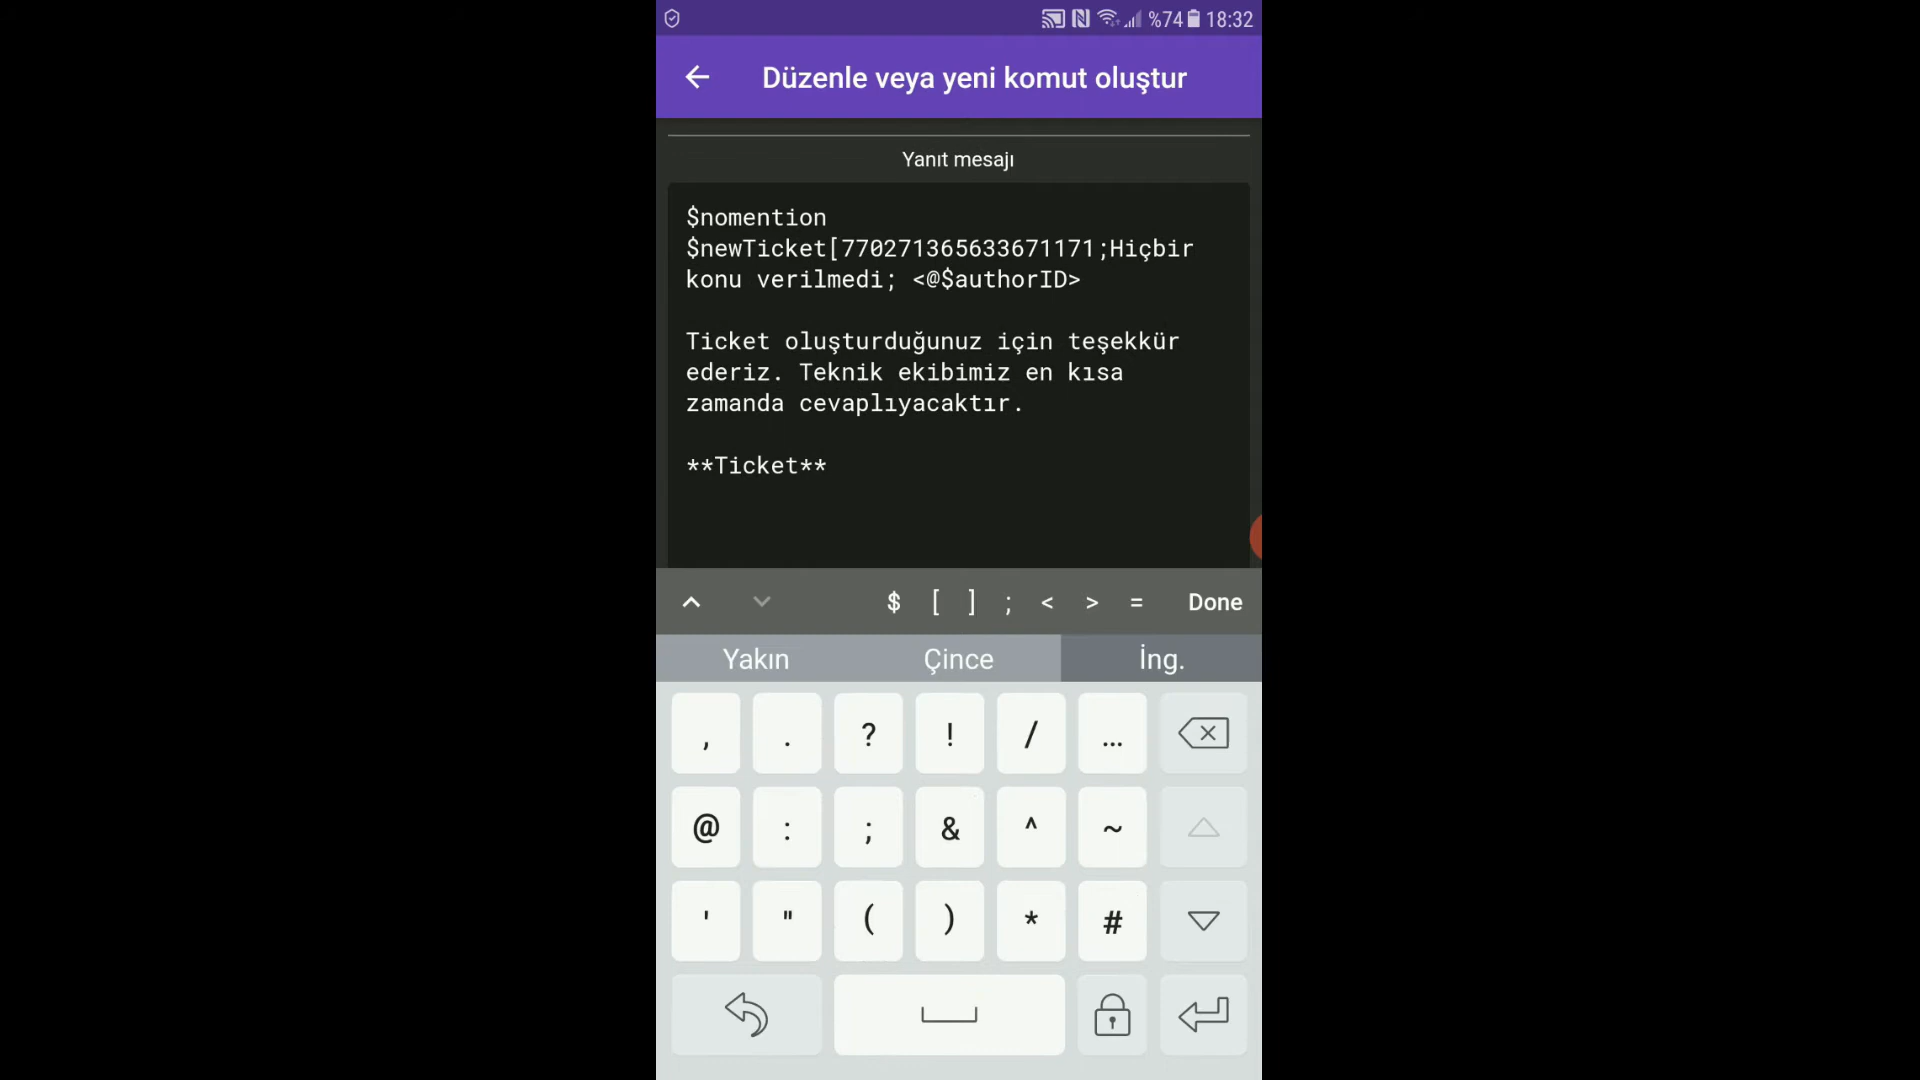 %74 18:32
Düzenle veya yeni komut oluştur
Yanıt mesajı
$nomention
$newTicket[770271365633671171;Hiçbir
konu verilmedi; <@$authorID>
Ticket oluşturduğunuz için teşekkür
ederiz. Teknik ekibimiz en kısa
zamanda cevaplıyacaktır.
**Ticket**
$ [ ] ; < > = Done
Yakın Çince İng.
, . ? ! / ...
@ : ; & ^ ~
' " ( ) * #